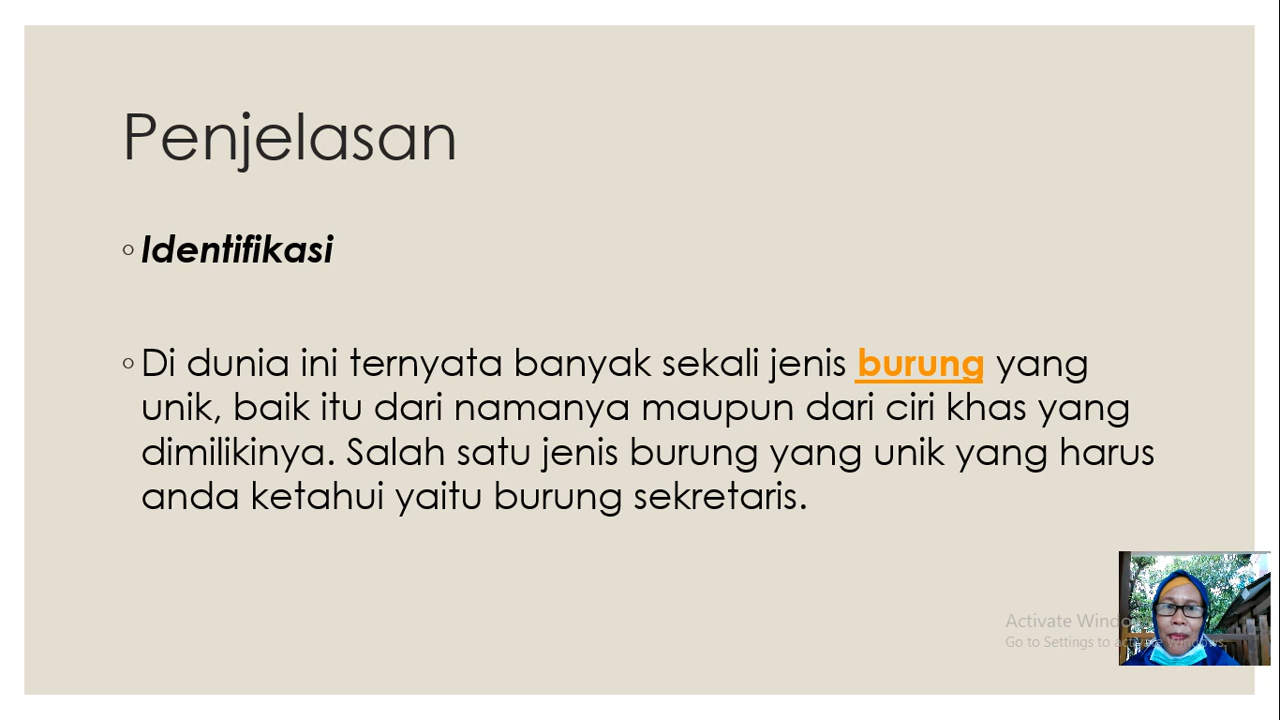 Penjelasan
◦ Identifikasi
◦ Di dunia ini ternyata banyak sekali jenis burung yang
unik, baik itu dari namanya maupun dari ciri khas yang
dimilikinya. Salah satu jenis burung yang unik yang harus
anda ketahui yaitu burung sekretaris.
Activate Windo
Go to Settings to activate Windows.